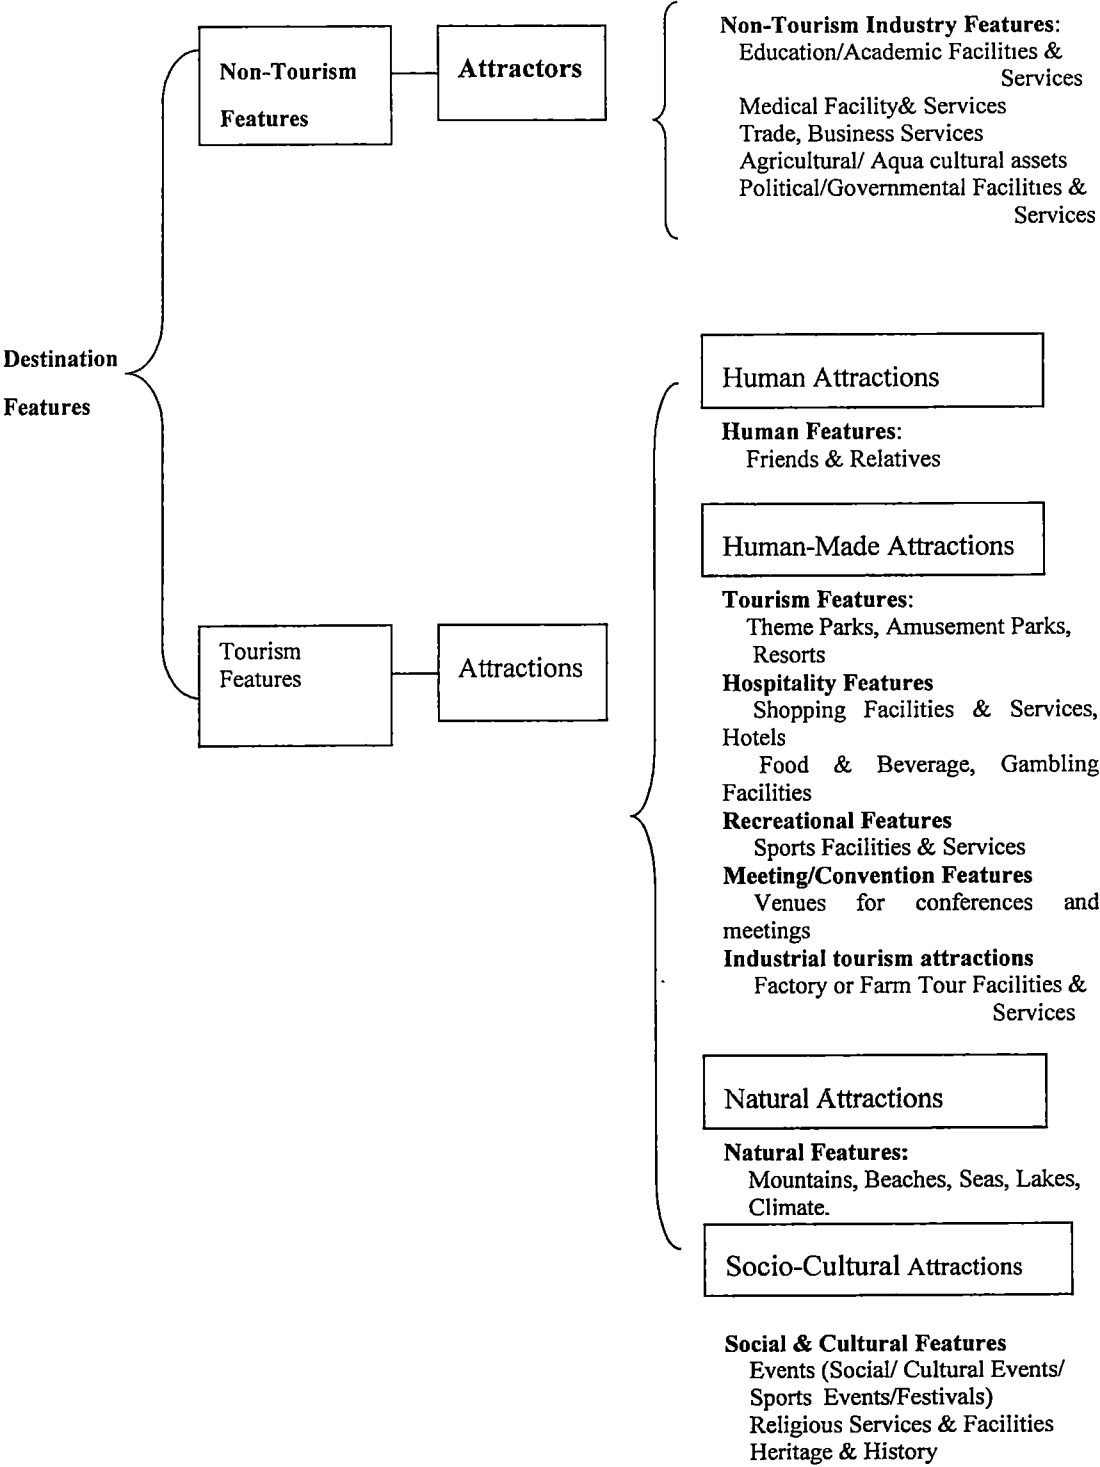 Non-Tourism
Features
Attractors
Non-Tourism Industry Features:
Education/Academic Facilities &
Services
Medical Facility& Services
Trade, Business Services
Agricultural/ Aqua cultural assets
Political/Governmental Facilities &
Services
Destination
Features
Tourism
Features
Attractions
Human Attractions
Human Features:
Friends & Relatives
Human-Made Attractions
Tourism Features:
Theme Parks, Amusement Parks,
Resorts
Hospitality Features
Shopping Facilities & Services,
Hotels
Food & Beverage, Gambling
Facilities
Recreational Features
Sports Facilities & Services
Meeting/Convention Features
Venues for conferences and
meetings
Industrial tourism attractions
Factory or Farm Tour Facilities &
Services
Natural Attractions
Natural Features:
Mountains, Beaches, Seas, Lakes,
Climate.
Socio-Cultural Attractions
Social & Cultural Features
Events (Social/ Cultural Events/
Sports Events/Festivals)
Religious Services & Facilities
Heritage & History